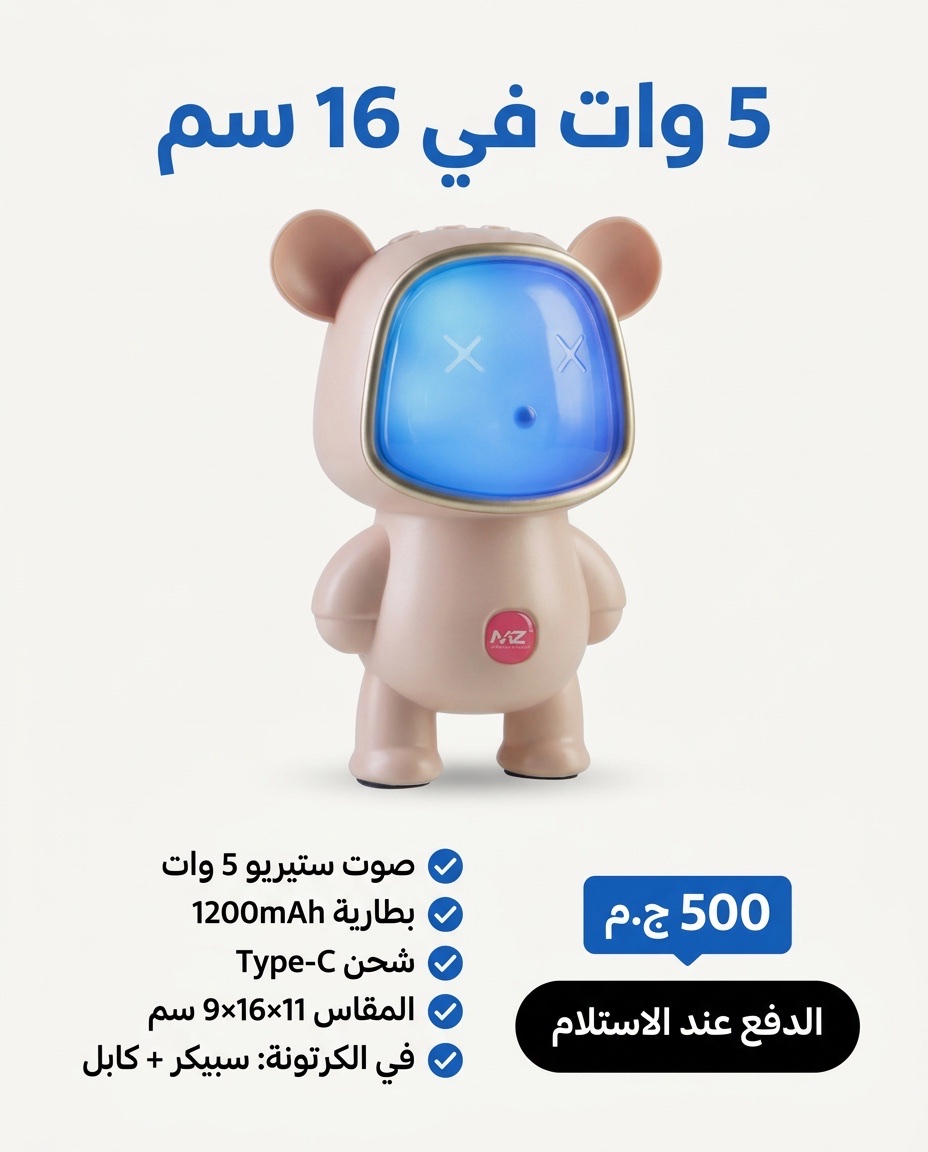 5 وات في 16 سم
MZ
صوت ستيريو 5 وات
بطارية 1200mAh
شحن Type-C
المقاس 11×16×9 سم
في الكرتونة: سبيكر + كابل
500 ج.م
الدفع عند الاستلام